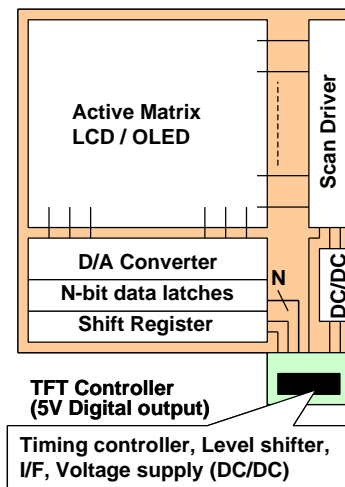 Active Matrix
LCD / OLED
Scan Driver
D/A Converter
N-bit data latches
Shift Register
N
DC/DC
TFT Controller
(5V Digital output)
Timing controller, Level shifter,
I/F, Voltage supply (DC/DC)